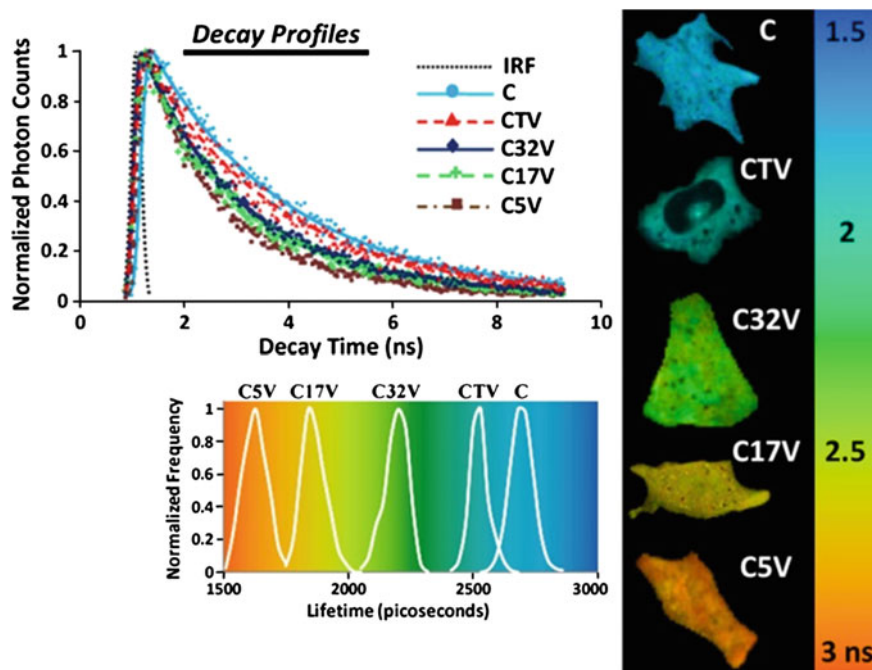 Decay Profiles
Normalized Photon Counts
1
0.8
0.6
0.4
0.2
0
0 2 4 6 8 10
Decay Time (ns)
IRF
C
CTV
C32V
C17V
C5V
C5V C17V C32V CTV C
Normalized Frequency
1
0.8
0.6
0.4
0.2
0
1500 2000 2500 3000
Lifetime (picoseconds)
C
CTV
C32V
C17V
C5V
1.5
2
2.5
3 ns